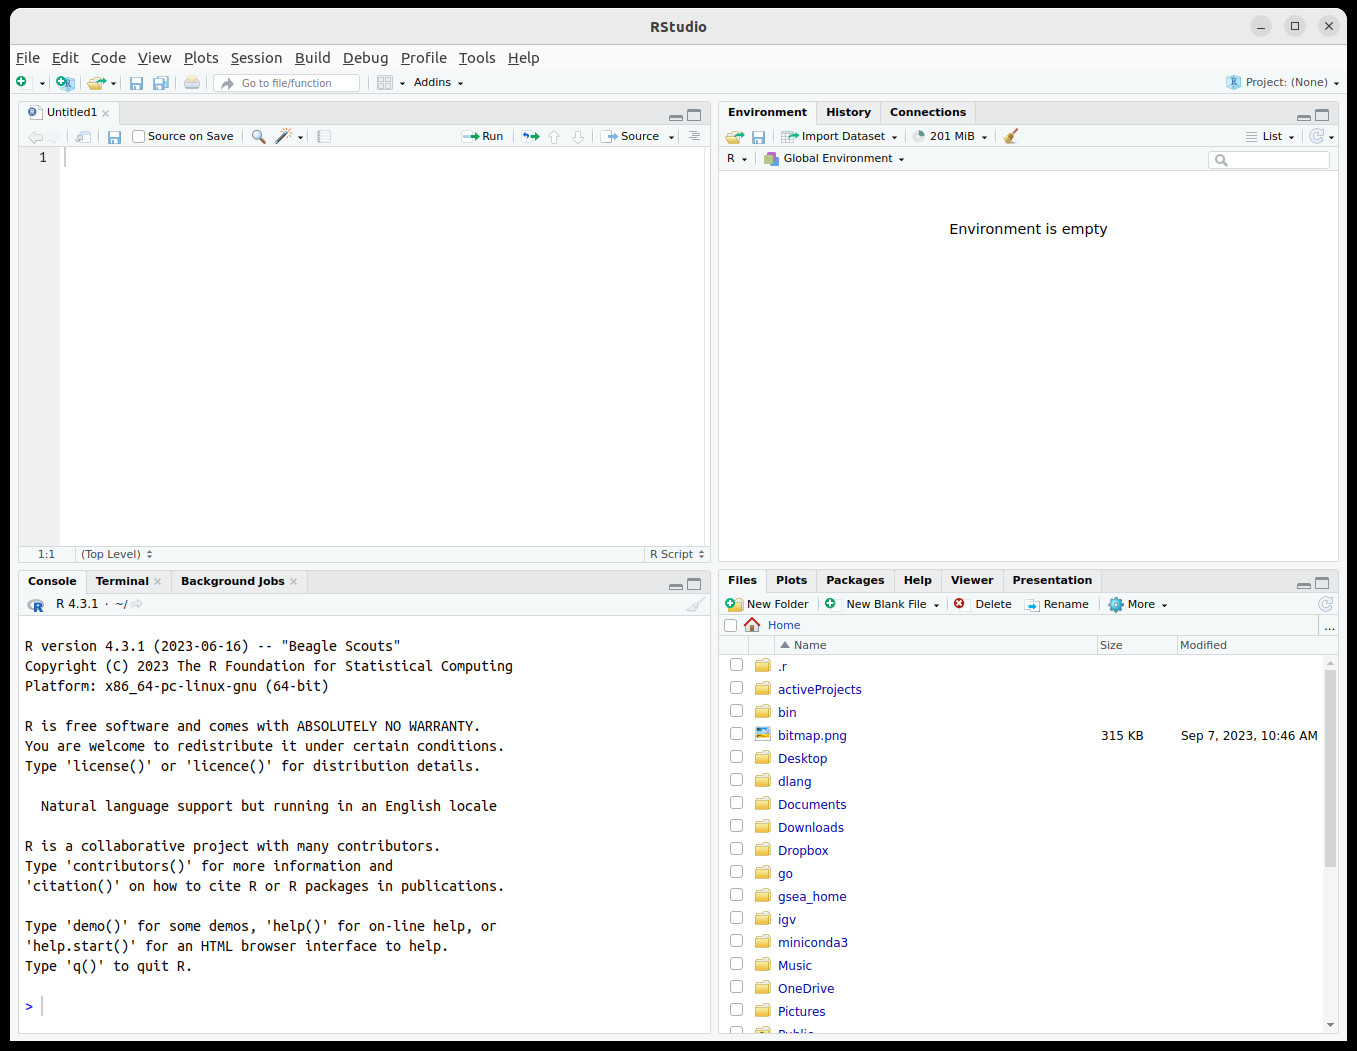 RStudio
File Edit Code View Plots Session Build Debug Profile Tools Help
Go to file/function Addins Project: (None)
Untitled1
Source on Save Run Source
1
1:1 (Top Level) R Script
Environment History Connections
Import Dataset 201 MiB List
R Global Environment
Environment is empty
Console Terminal Background Jobs
R 4.3.1 · ~/
R version 4.3.1 (2023-06-16) -- "Beagle Scouts"
Copyright (C) 2023 The R Foundation for Statistical Computing
Platform: x86_64-pc-linux-gnu (64-bit)
R is free software and comes with ABSOLUTELY NO WARRANTY.
You are welcome to redistribute it under certain conditions.
Type 'license()' or 'licence()' for distribution details.
Natural language support but running in an English locale
R is a collaborative project with many contributors.
Type 'contributors()' for more information and
'citation()' on how to cite R or R packages in publications.
Type 'demo()' for some demos, 'help()' for on-line help, or
'help.start()' for an HTML browser interface to help.
Type 'q()' to quit R.
>
Files Plots Packages Help Viewer Presentation
New Folder New Blank File Delete Rename More
Home ...
Name Size Modified
.r
activeProjects
bin
bitmap.png 315 KB Sep 7, 2023, 10:46 AM
Desktop
dlang
Documents
Downloads
Dropbox
go
gsea_home
igv
miniconda3
Music
OneDrive
Pictures
Public